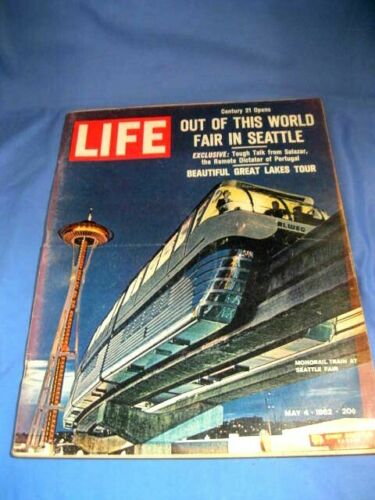 LIFE
Century 21 Opens
OUT OF THIS WORLD
FAIR IN SEATTLE
EXCLUSIVE: Tough Talk from Salazar,
the Remote Dictator of Portugal
BEAUTIFUL GREAT LAKES TOUR
ALWEG
MONORAIL TRAIN AT
SEATTLE FAIR
MAY 4 · 1962 · 20¢